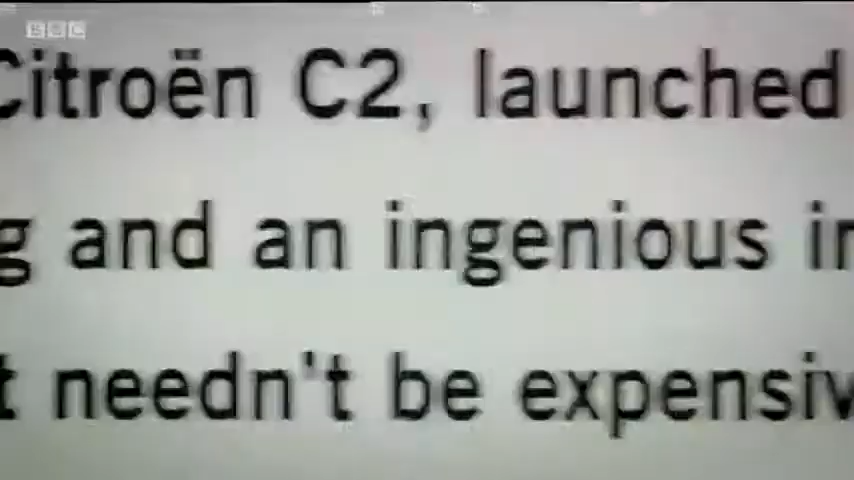 BBC
Citroën C2, launched
g and an ingenious in
t needn't be expensiv